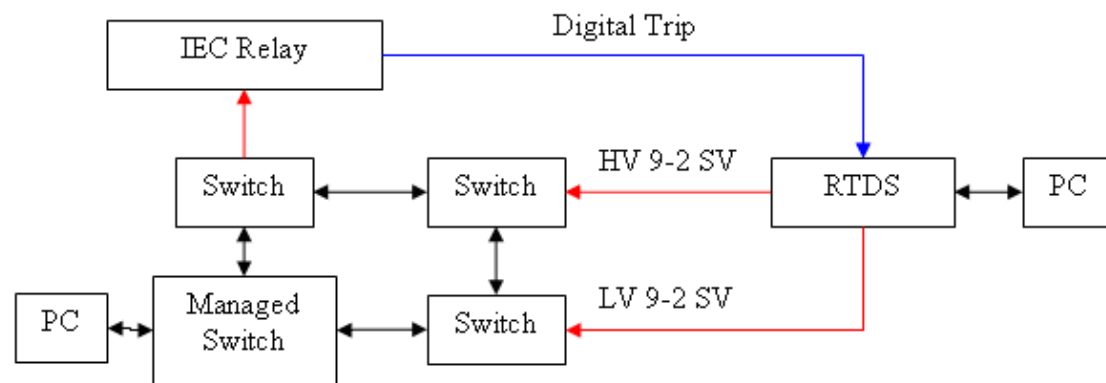 Digital Trip
IEC Relay
HV 9-2 SV
Switch
Switch
RTDS
PC
LV 9-2 SV
PC
Managed
Switch
Switch